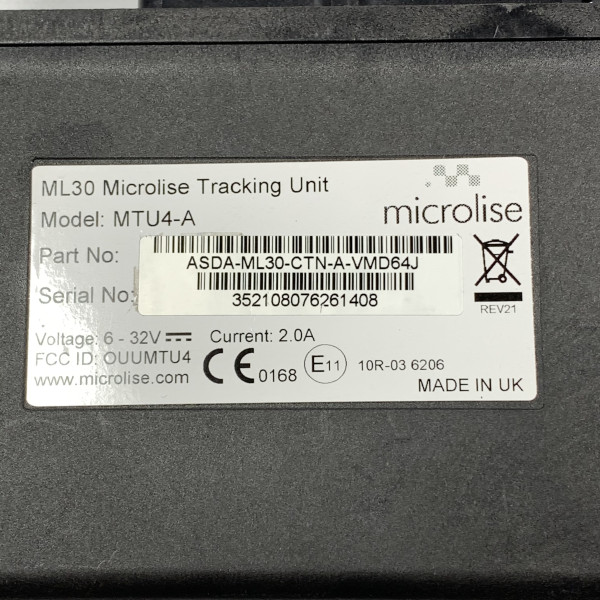 ML30 Microlise Tracking Unit
microlise
Model: MTU4-A
Part No:
ASDA-ML30-CTN-A-VMD64J
Serial No:
352108076261408
REV21
Voltage: 6 - 32V
Current: 2.0A
FCC ID: OUUMTU4
www.microlise.com
CE 0168
E11
10R-03 6206
MADE IN UK